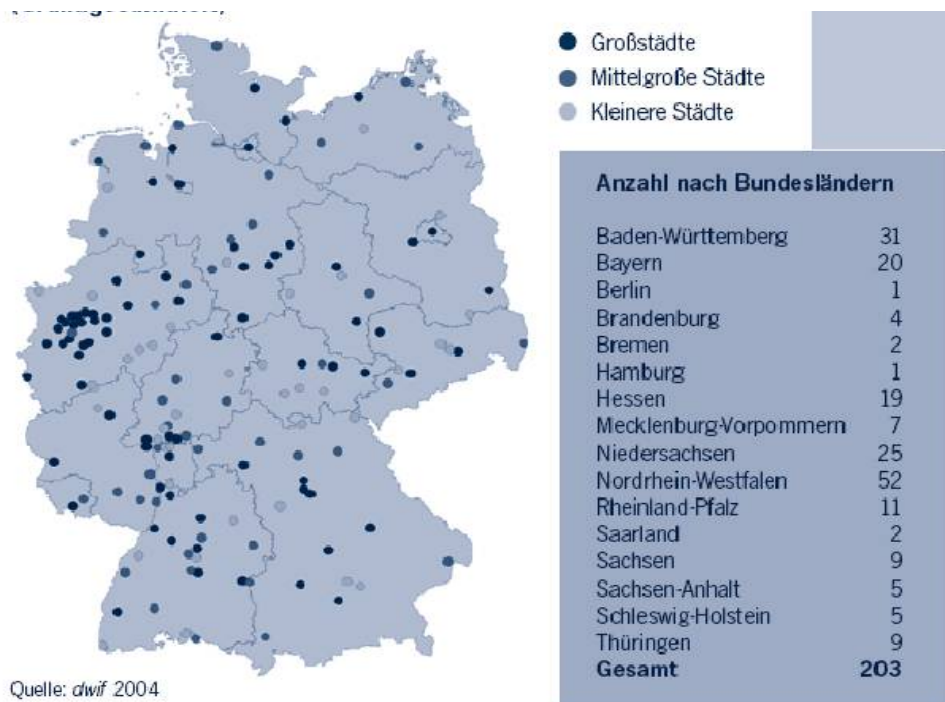 Großstädte
Mittelgroße Städte
Kleinere Städte
Anzahl nach Bundesländern
Baden-Württemberg 31
Bayern 20
Berlin 1
Brandenburg 4
Bremen 2
Hamburg 1
Hessen 19
Mecklenburg-Vorpommern 7
Niedersachsen 25
Nordrhein-Westfalen 52
Rheinland-Pfalz 11
Saarland 2
Sachsen 9
Sachsen-Anhalt 5
Schleswig-Holstein 5
Thüringen 9
Gesamt 203
Quelle: dwif 2004